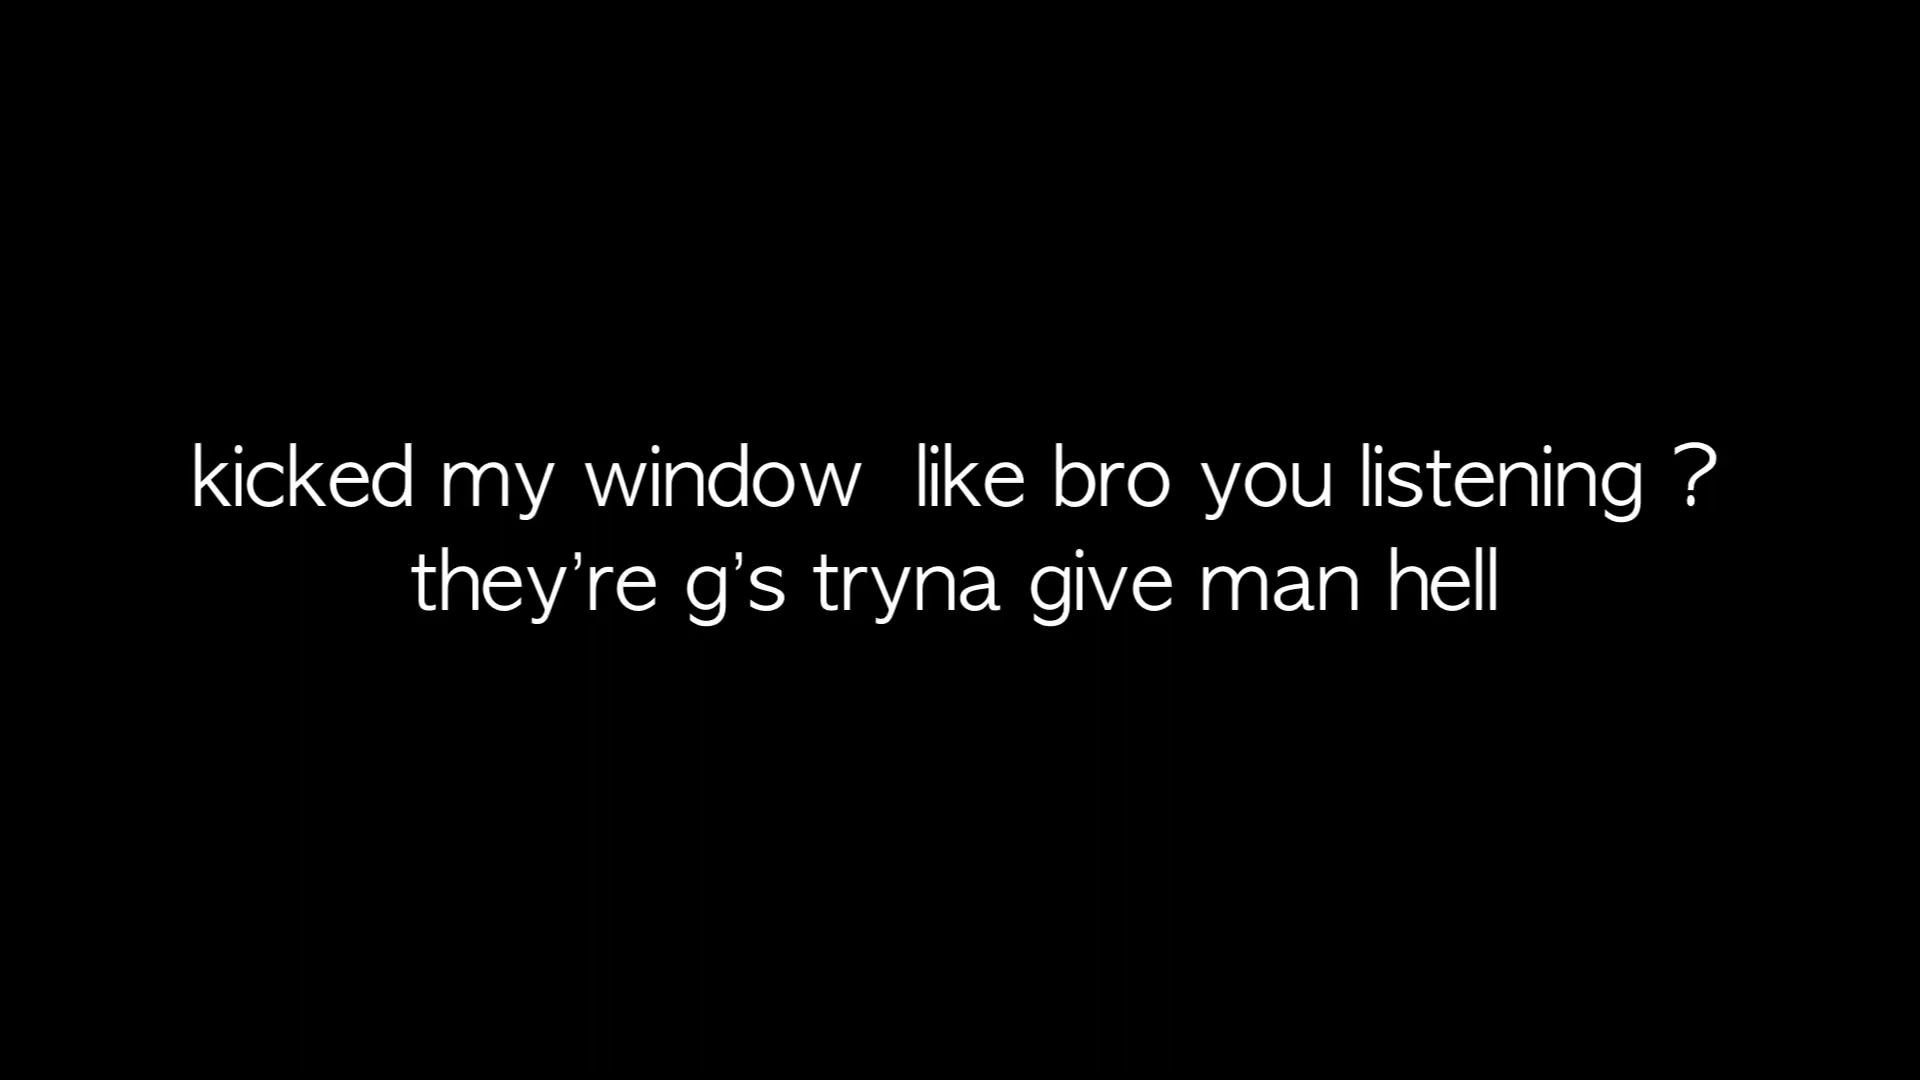 kicked my window  like bro you listening ?
they’re g’s tryna give man hell